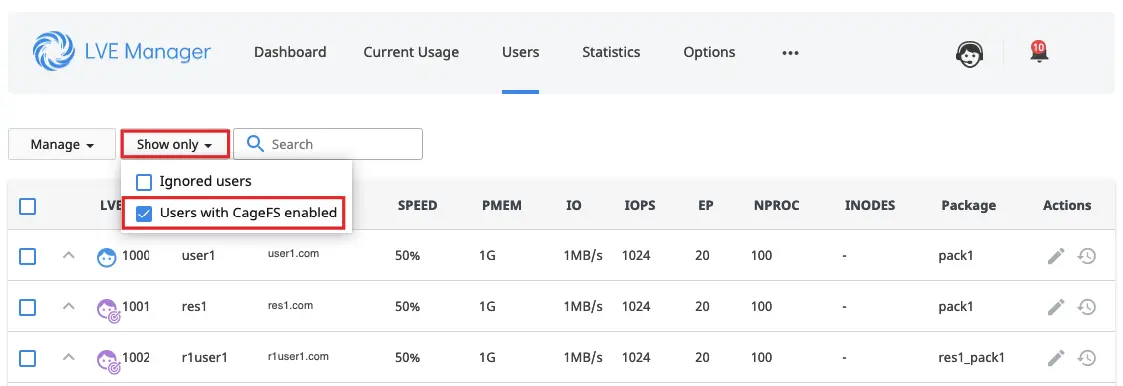 LVE Manager Dashboard Current Usage Users Statistics Options ••• 10
Manage Show only Search
Ignored users
Users with CageFS enabled
LVE SPEED PMEM IO IOPS EP NPROC INODES Package Actions
1000 user1 user1.com 50% 1G 1MB/s 1024 20 100 - pack1
1001 res1 res1.com 50% 1G 1MB/s 1024 20 100 - pack1
1002 r1user1 r1user1.com 50% 1G 1MB/s 1024 20 100 - res1_pack1